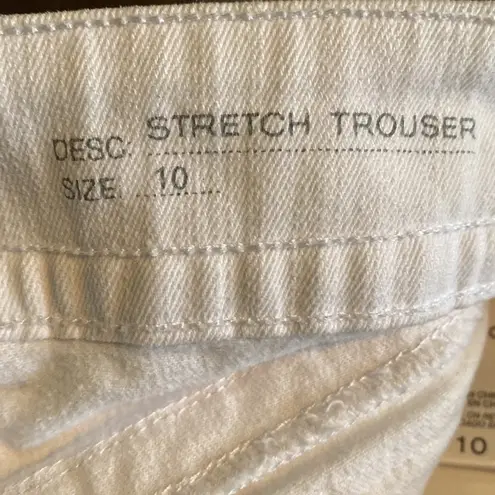 DESC: STRETCH TROUSER
SIZE. 10
10